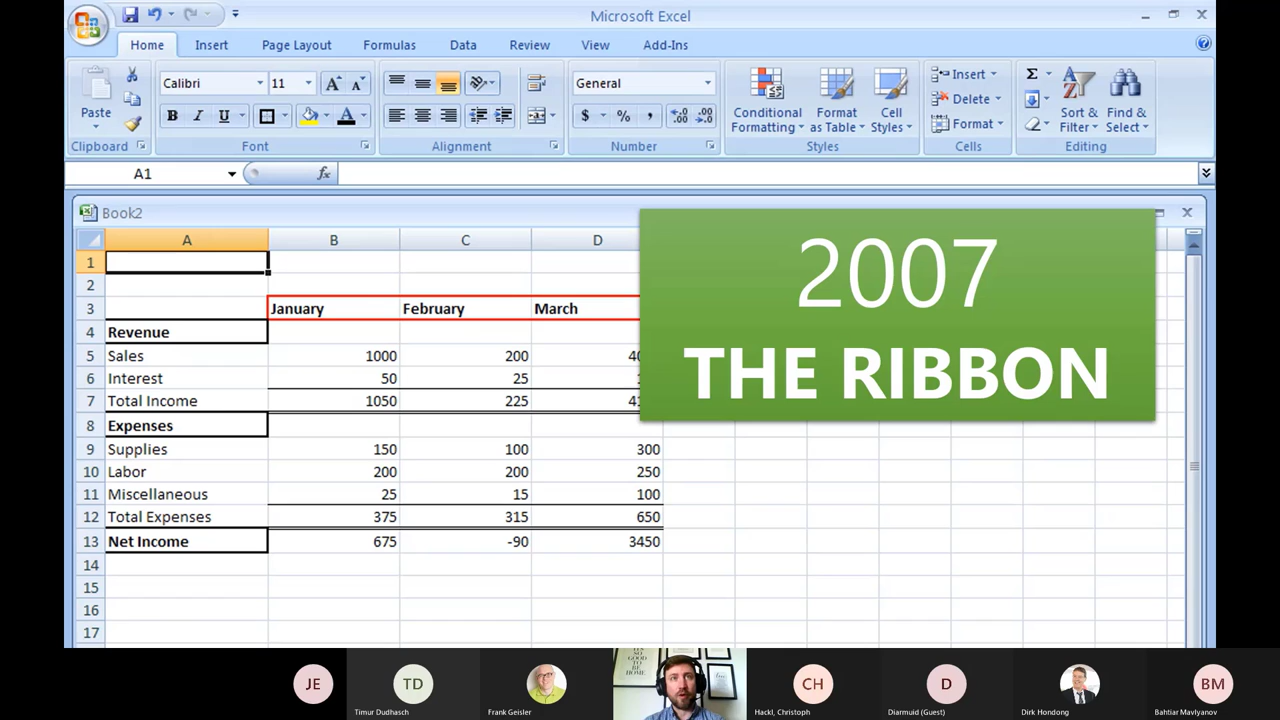 Microsoft Excel
Home Insert Page Layout Formulas Data Review View Add-Ins
Calibri 11 General Insert
Paste Conditional Formatting Format as Table Cell Styles Delete Sort & Filter Find & Select
B I U $ % , Format
Clipboard Font Alignment Number Styles Cells Editing
A1 fx
Book2
A B C D
1
2
3 January February March
4 Revenue
5 Sales 1000 200
6 Interest 50 25
7 Total Income 1050 225
8 Expenses
9 Supplies 150 100 300
10 Labor 200 200 250
11 Miscellaneous 25 15 100
12 Total Expenses 375 315 650
13 Net Income 675 -90 3450
14
15
16
17
2007
THE RIBBON
JE TD CH D BM
Timur Dudhasch Frank Geisler Hackl, Christoph Diarmuid (Guest) Dirk Hondong Bahtiar Mavlyanov